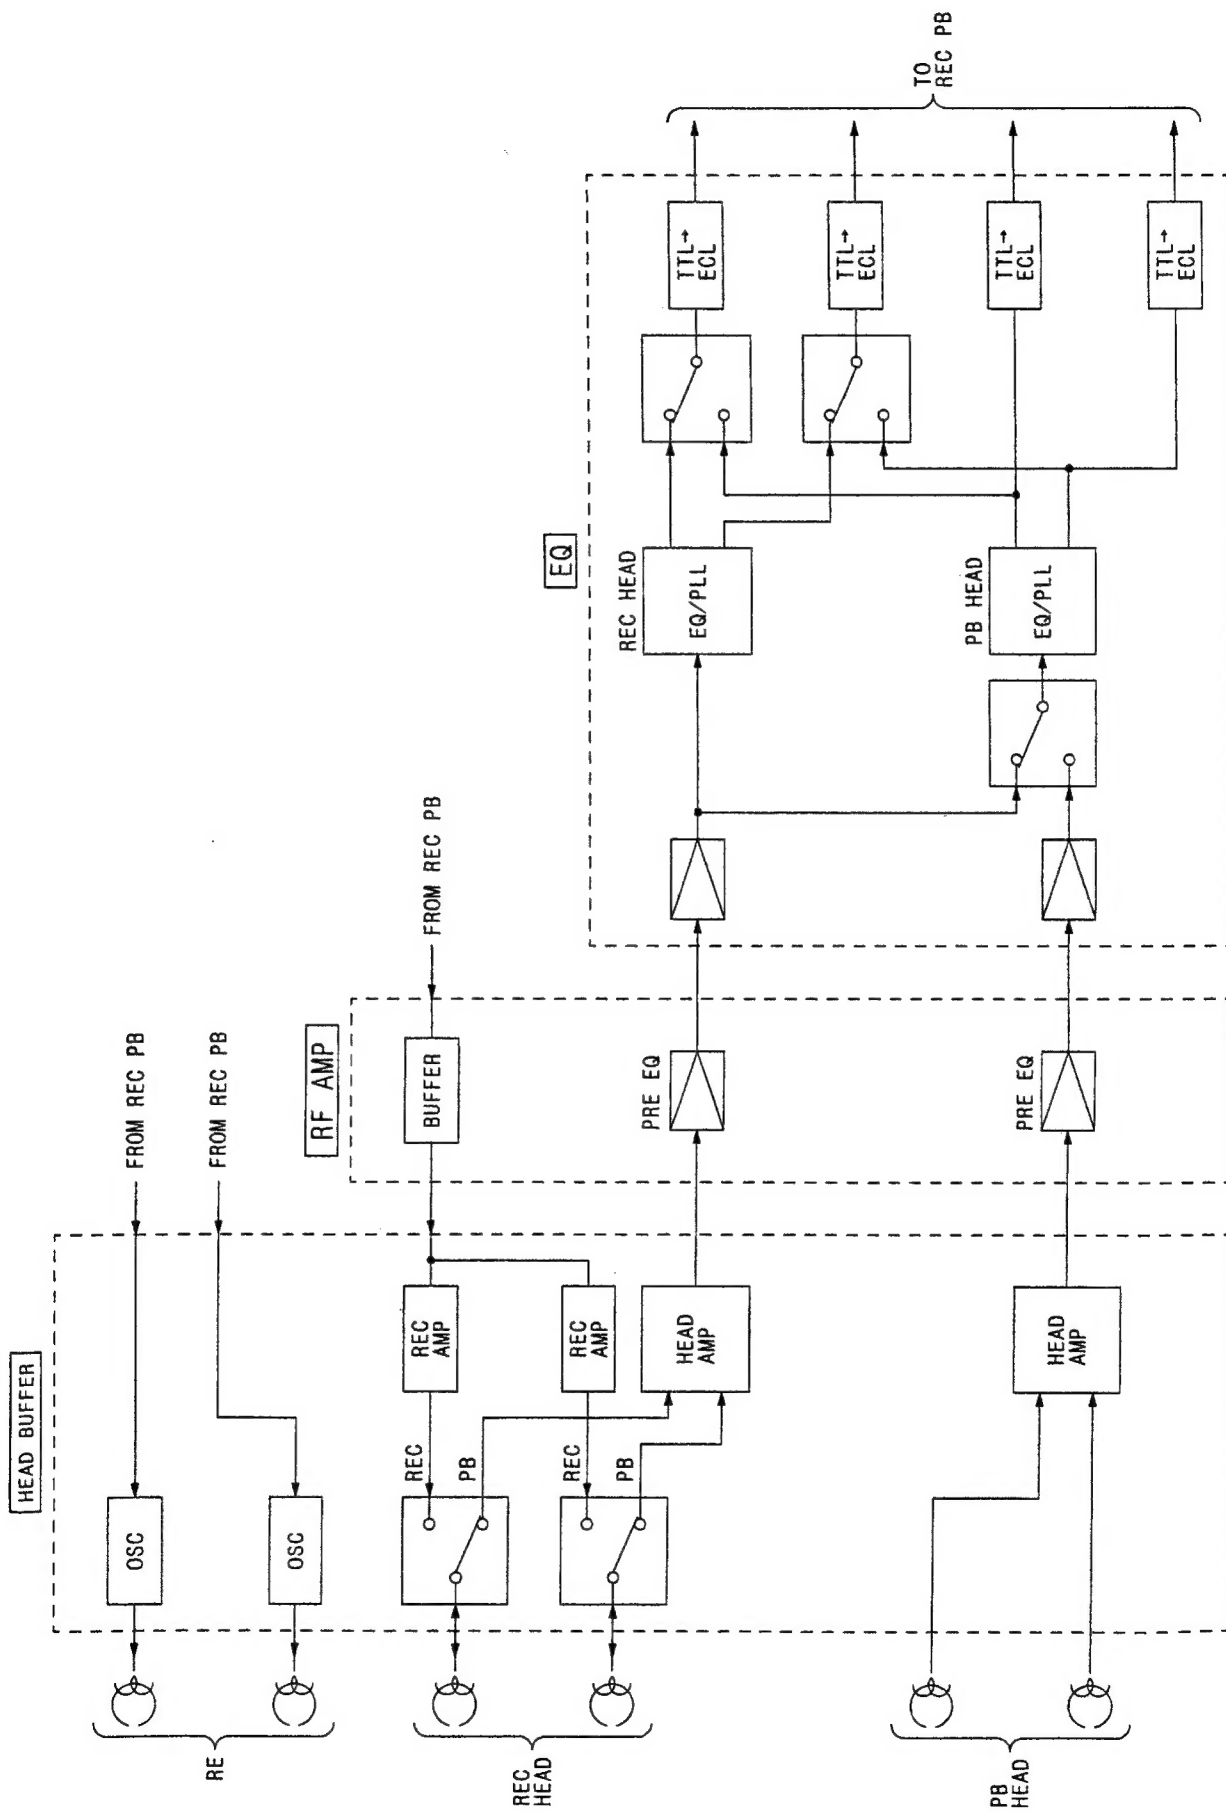 HEAD BUFFER
OSC
FROM REC PB
RE
FROM REC PB
OSC
RF AMP
REC
REC
AMP
BUFFER
FROM REC PB
PB
REC
HEAD
EQ
REC
REC
AMP
PB
HEAD
AMP
PRE EQ
REC HEAD
EQ/PLL
TTL→
ECL
TTL→
ECL
TO
REC PB
PB HEAD
EQ/PLL
TTL→
ECL
PB
HEAD
HEAD
AMP
PRE EQ
TTL→
ECL